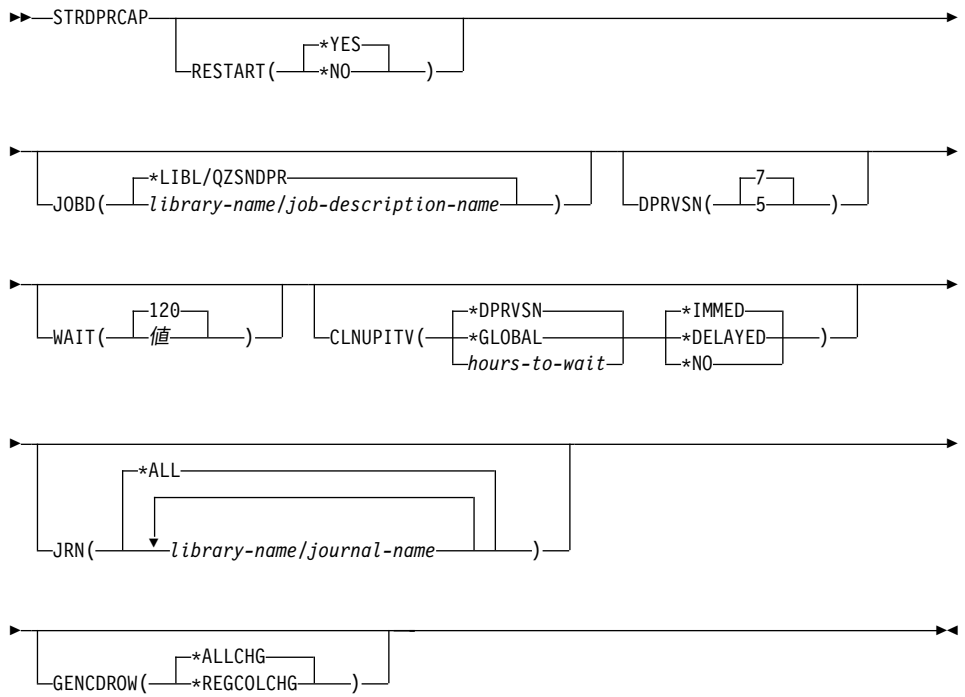 STRDPRCAP
*YES
RESTART( *NO )
*LIBL/QZSNDPR 7
JOBD( library-name/job-description-name ) DPRVSN( 5 )
120 *DPRVSN *IMMED
WAIT( 値 ) CLNUPITV( *GLOBAL *DELAYED )
hours-to-wait *NO
*ALL
JRN( library-name/journal-name )
*ALLCHG
GENCDROW( *REGCOLCHG )